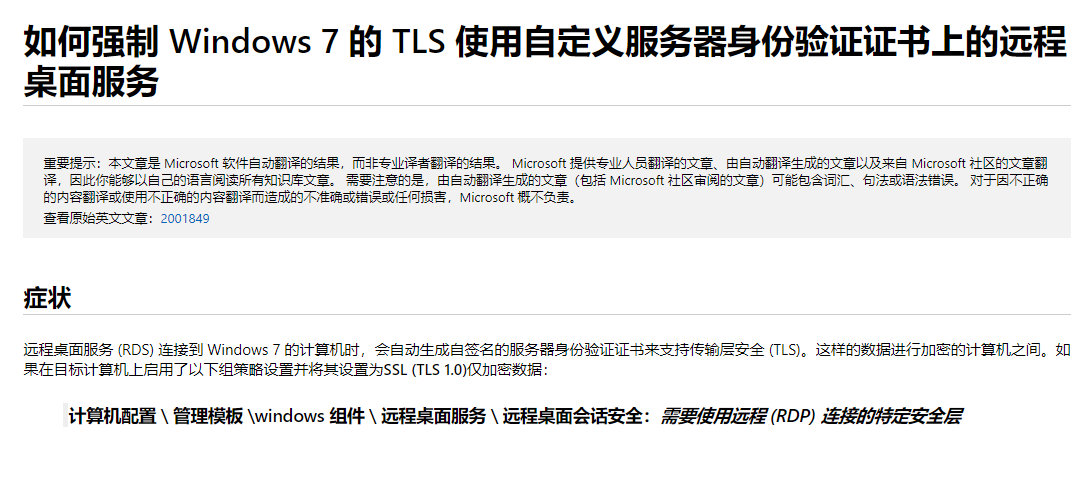 如何强制 Windows 7 的 TLS 使用自定义服务器身份验证证书上的远程
桌面服务
重要提示：本文章是 Microsoft 软件自动翻译的结果，而非专业译者翻译的结果。 Microsoft 提供专业人员翻译的文章、由自动翻译生成的文章以及来自 Microsoft 社区的文章翻
译，因此你能够以自己的语言阅读所有知识库文章。 需要注意的是，由自动翻译生成的文章（包括 Microsoft 社区审阅的文章）可能包含词汇、句法或语法错误。 对于因不正确
的内容翻译或使用不正确的内容翻译而造成的不准确或错误或任何损害，Microsoft 概不负责。
查看原始英文文章：2001849
症状
远程桌面服务 (RDS) 连接到 Windows 7 的计算机时，会自动生成自签名的服务器身份验证证书来支持传输层安全 (TLS)。这样的数据进行加密的计算机之间。如
果在目标计算机上启用了以下组策略设置并将其设置为SSL (TLS 1.0)仅加密数据：
计算机配置 \ 管理模板 \windows 组件 \ 远程桌面服务 \ 远程桌面会话安全：需要使用远程 (RDP) 连接的特定安全层